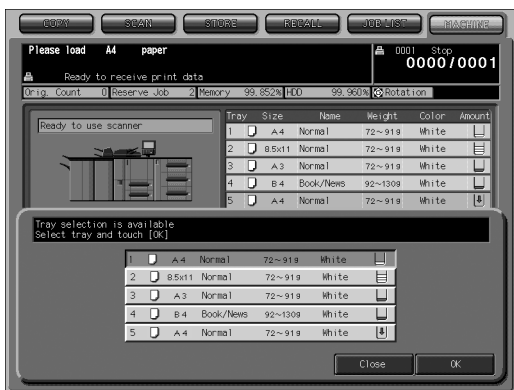 COPY SCAN STORE RECALL JOB LIST MACHINE
Please load A4 paper
0001 Stop
0000/0001
Ready to receive print data
Orig. Count 0 Reserve Job 2 Memory 99.852% HDD 99.960% Rotation
Ready to use scanner
Tray Size Name Weight Color Amount
1 A4 Normal 72~91g White
2 8.5x11 Normal 72~91g White
3 A3 Normal 72~91g White
4 B4 Book/News 92~130g White
5 A4 Normal 72~91g White
Tray selection is available
Select tray and touch [OK]
1 A4 Normal 72~91g White
2 8.5x11 Normal 72~91g White
3 A3 Normal 72~91g White
4 B4 Book/News 92~130g White
5 A4 Normal 72~91g White
Close OK